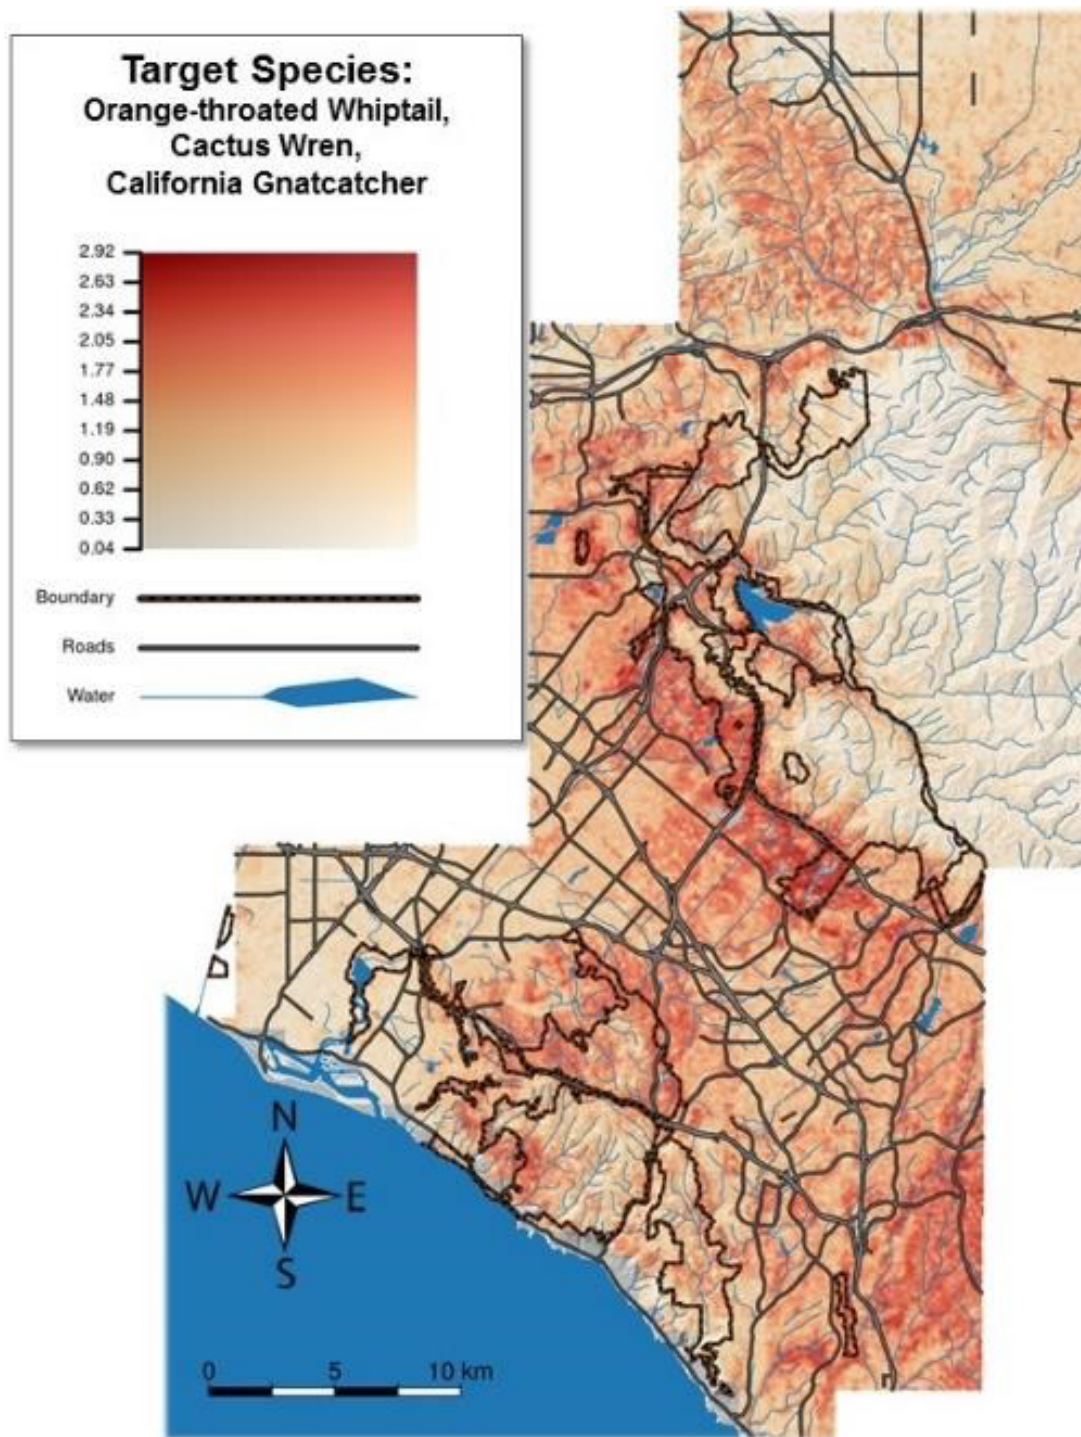 Target Species:
Orange-throated Whiptail,
Cactus Wren,
California Gnatcatcher
2.92
2.63
2.34
2.05
1.77
1.48
1.19
0.90
0.62
0.33
0.04
Boundary
Roads
Water
N
W E
S
0 5 10 km